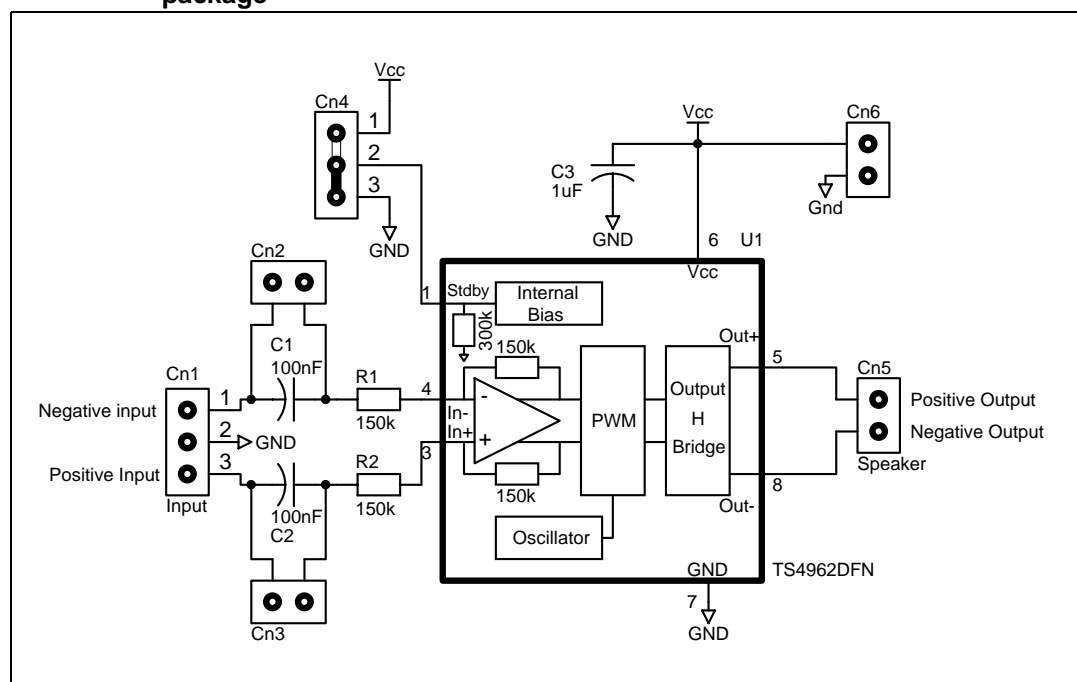 package
Vcc
Cn4
1
2
3
GND
Vcc
Cn6
C3
1uF
GND
Gnd
6
U1
Vcc
Cn2
1
Stdby
Internal
Bias
300k
150k
Out+
5
C1
100nF
Cn1
R1
4
1
Negative input
150k
In-
In+
-
+
PWM
Output
H
Bridge
Cn5
Positive Output
Negative Output
2
GND
3
Positive Input
R2
3
Speaker
8
Input
100nF
C2
150k
150k
Out-
Oscillator
GND
TS4962DFN
7
GND
Cn3